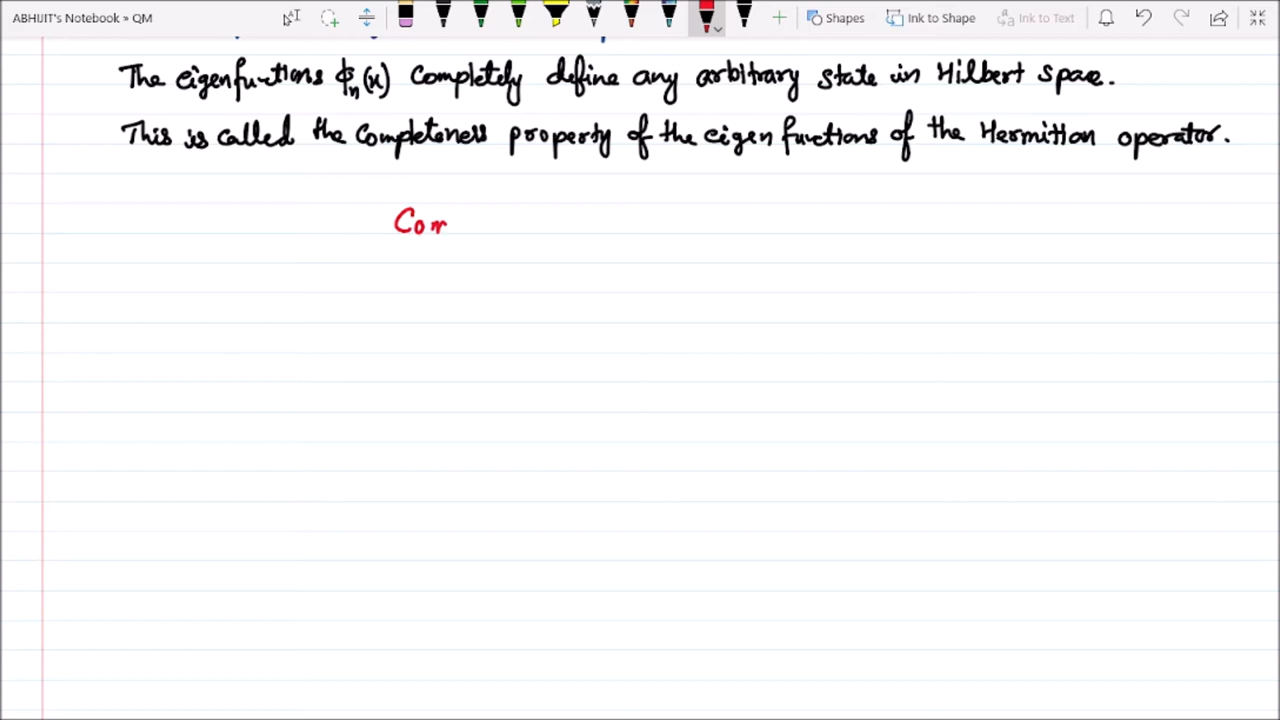 ABHIJIT's Notebook » QM
Shapes
Ink to Shape
Ink to Text
The eigenfunctions ϕn(x) completely define any arbitrary state in Hilbert space.
This is called the completeness property of the eigen functions of the Hermitian operator.
Com